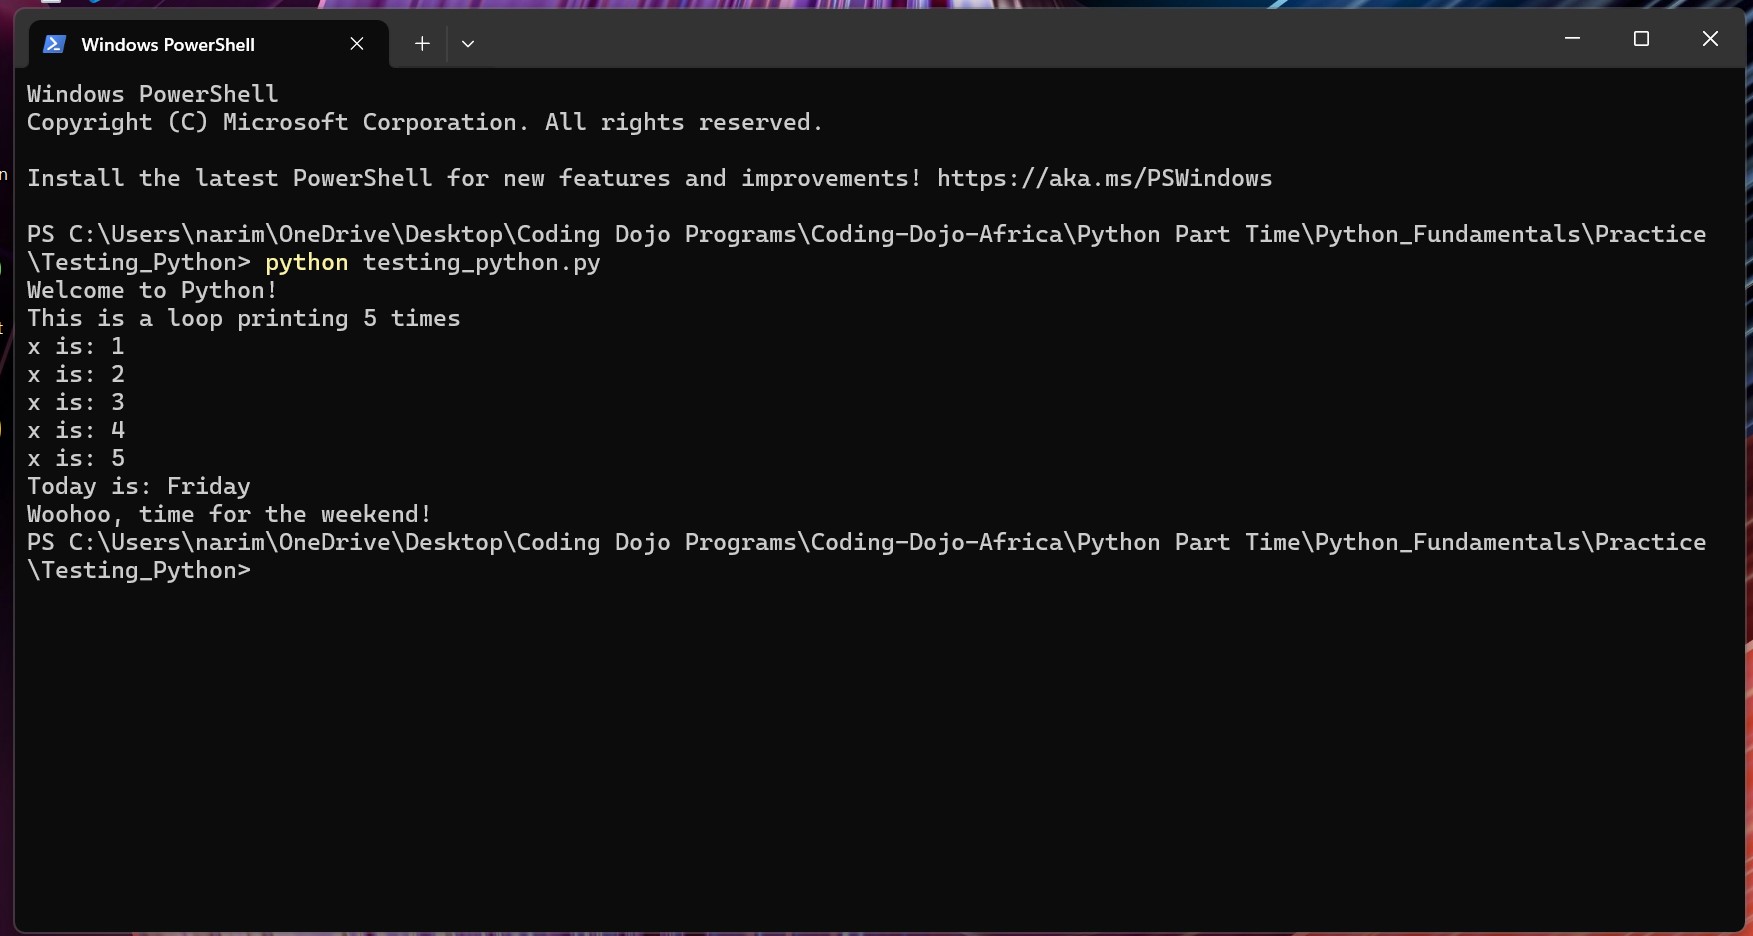 Windows PowerShell
Windows PowerShell
Copyright (C) Microsoft Corporation. All rights reserved.
Install the latest PowerShell for new features and improvements! https://aka.ms/PSWindows
PS C:\Users\narim\OneDrive\Desktop\Coding Dojo Programs\Coding-Dojo-Africa\Python Part Time\Python_Fundamentals\Practice
\Testing_Python> python testing_python.py
Welcome to Python!
This is a loop printing 5 times
x is: 1
x is: 2
x is: 3
x is: 4
x is: 5
Today is: Friday
Woohoo, time for the weekend!
PS C:\Users\narim\OneDrive\Desktop\Coding Dojo Programs\Coding-Dojo-Africa\Python Part Time\Python_Fundamentals\Practice
\Testing_Python>